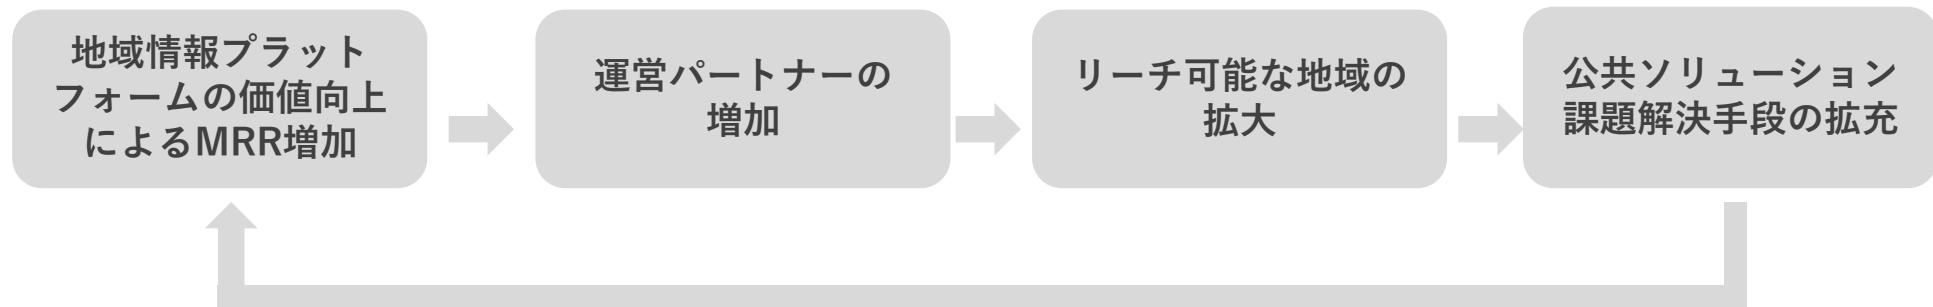 地域情報プラット
フォームの価値向上
によるMRR増加
運営パートナーの
増加
リーチ可能な地域の
拡大
公共ソリューション
課題解決手段の拡充